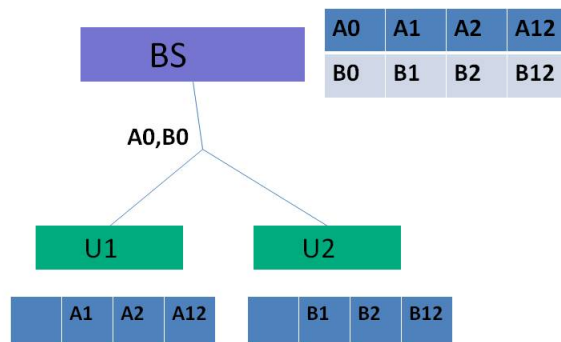 BS
A0 A1 A2 A12
B0 B1 B2 B12
A0,B0
U1 U2
A1 A2 A12 B1 B2 B12